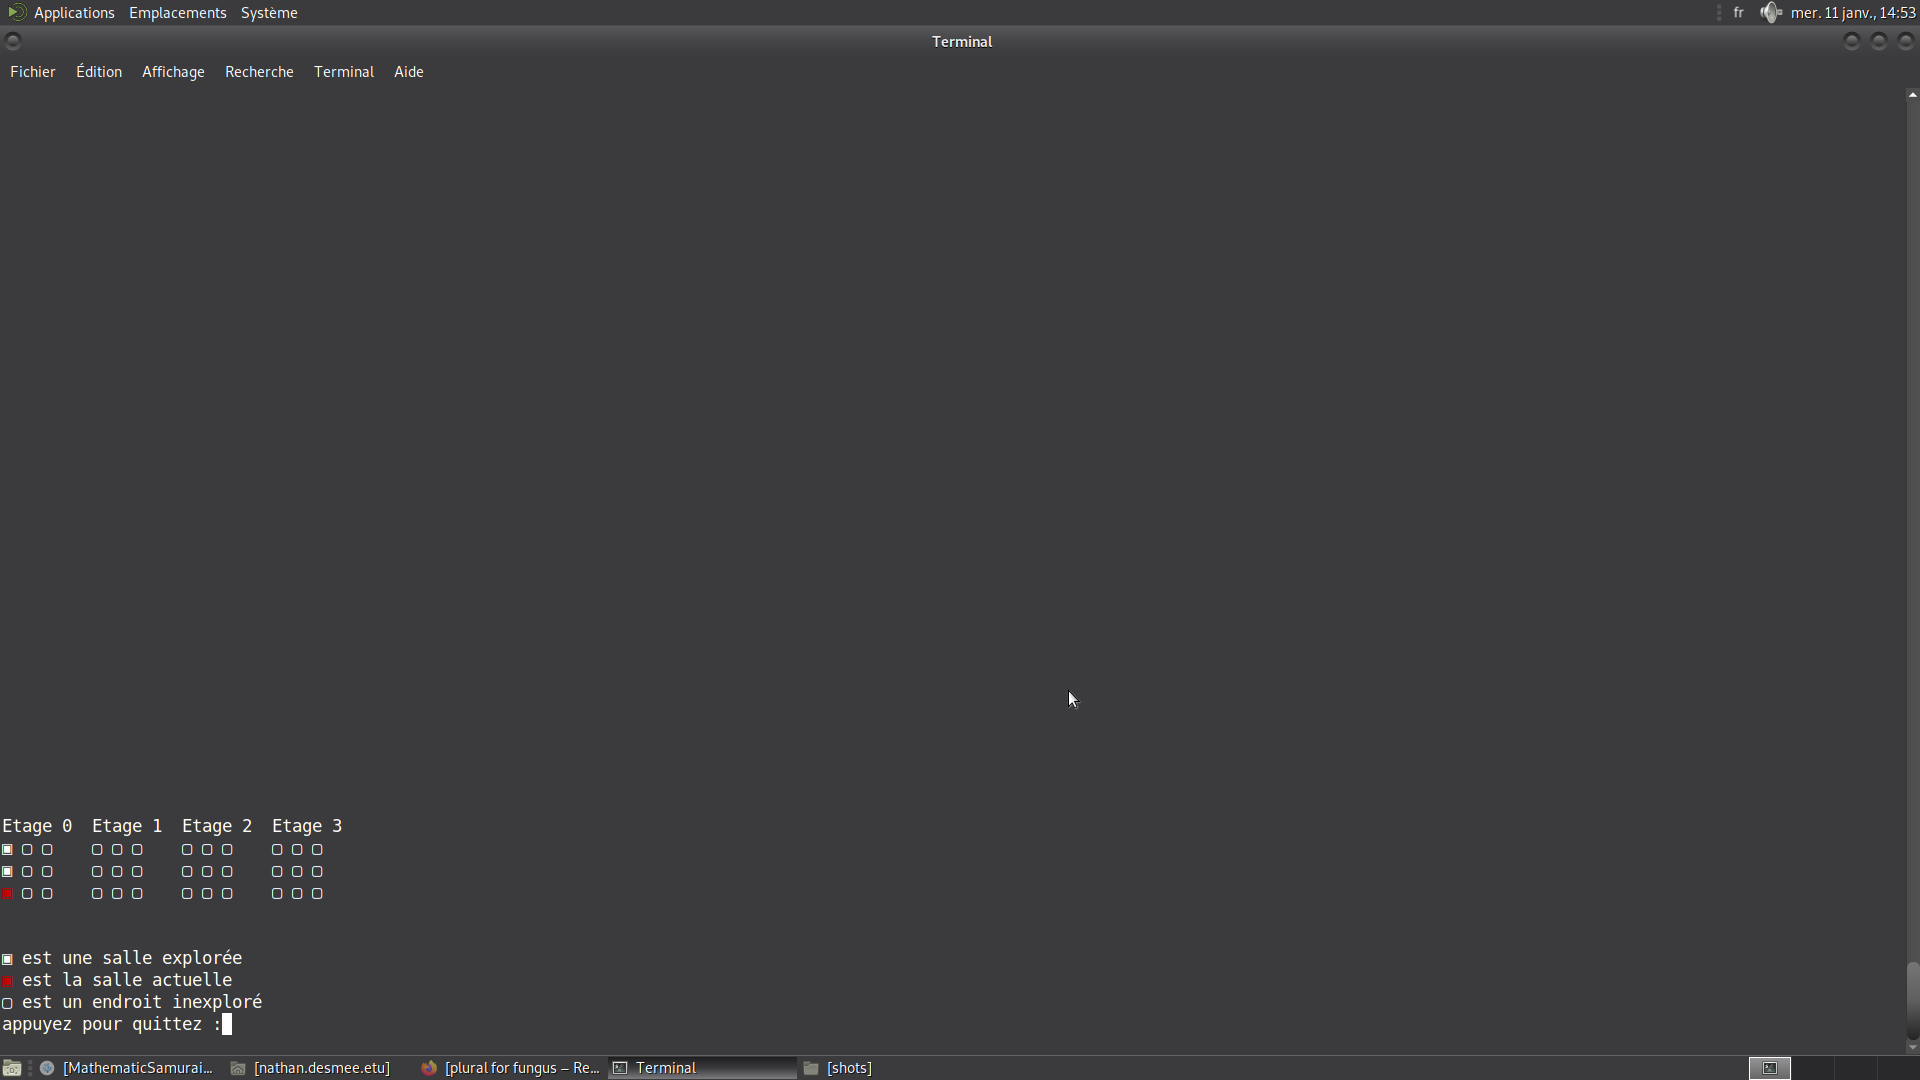 Applications Emplacements Système fr mer. 11 janv., 14:53
Terminal
Fichier Édition Affichage Recherche Terminal Aide
Etage 0 Etage 1 Etage 2 Etage 3
▣ ▢ ▢ ▢ ▢ ▢ ▢ ▢ ▢ ▢ ▢ ▢
▣ ▢ ▢ ▢ ▢ ▢ ▢ ▢ ▢ ▢ ▢ ▢
■ ▢ ▢ ▢ ▢ ▢ ▢ ▢ ▢ ▢ ▢ ▢
▣ est une salle explorée
■ est la salle actuelle
▢ est un endroit inexploré
appuyez pour quittez :
[MathematicSamurai... [nathan.desmee.etu] [plural for fungus – Re... Terminal [shots]